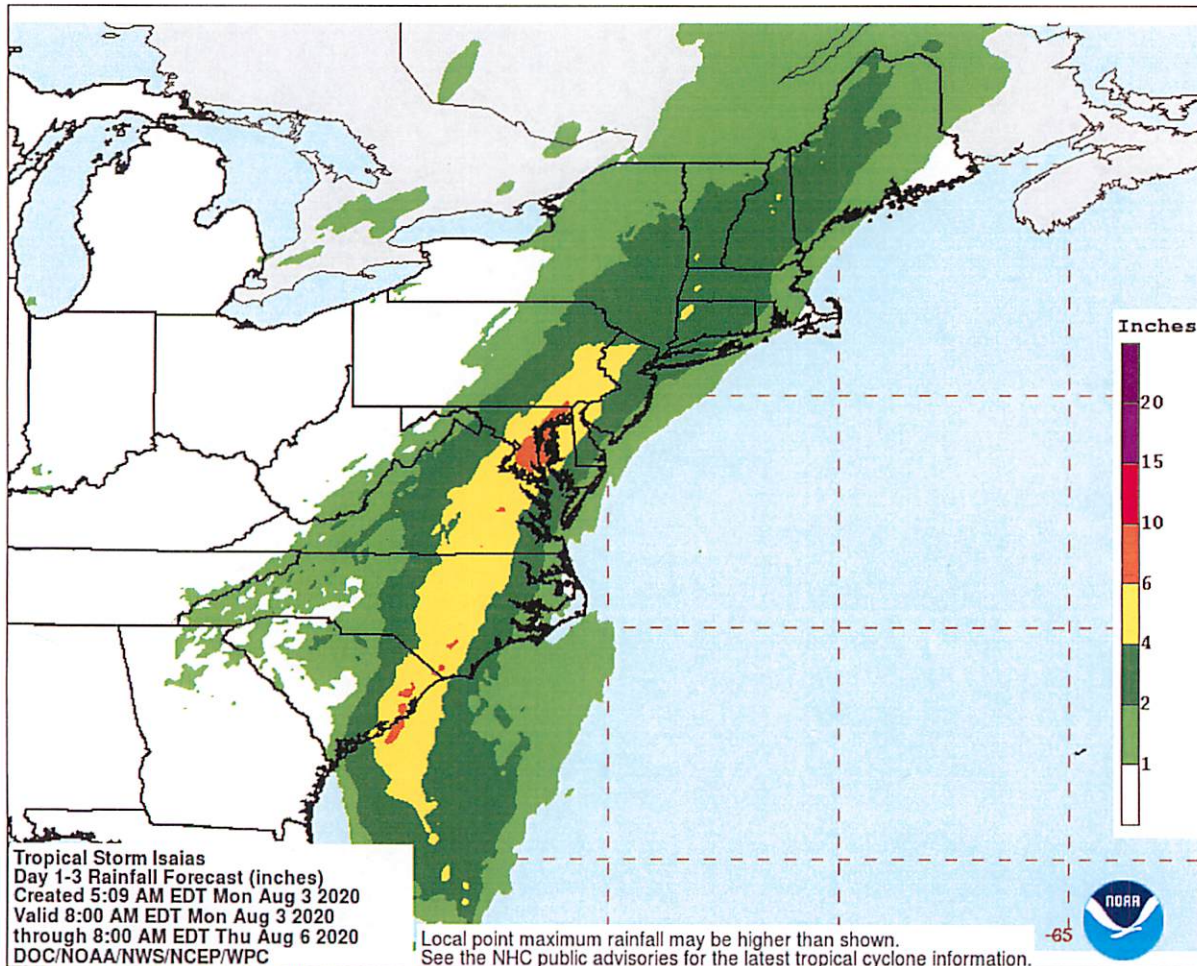 Inches
20
15
10
6
4
2
1
Tropical Storm Isaias
Day 1-3 Rainfall Forecast (inches)
Created 5:09 AM EDT Mon Aug 3 2020
Valid 8:00 AM EDT Mon Aug 3 2020
through 8:00 AM EDT Thu Aug 6 2020
DOC/NOAA/NWS/NCEP/WPC
Local point maximum rainfall may be higher than shown.
See the NHC public advisories for the latest tropical cyclone information.
-65
NOAA